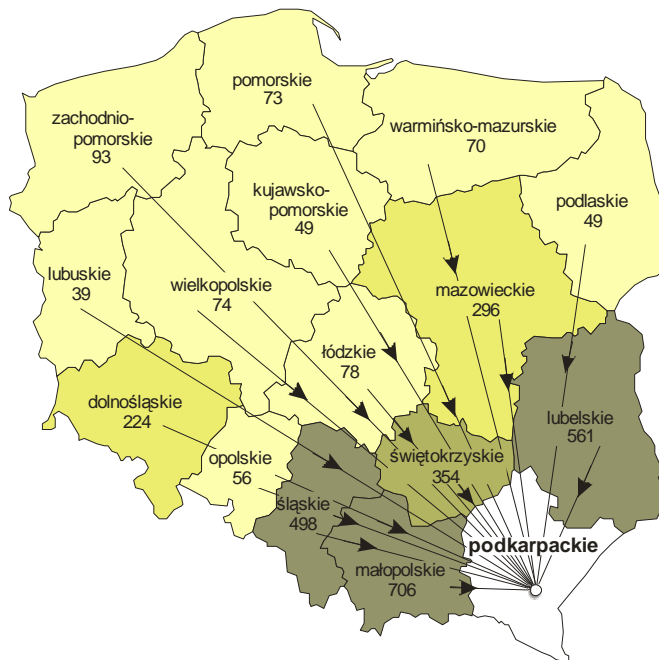 pomorskie
73
zachodnio-
pomorskie
93
warmińsko-mazurskie
70
kujawsko-
pomorskie
49
podlaskie
49
lubuskie
39
wielkopolskie
74
mazowieckie
296
łódzkie
78
dolnośląskie
224
lubelskie
561
opolskie
56
świętokrzyskie
354
śląskie
498
podkarpackie
małopolskie
706